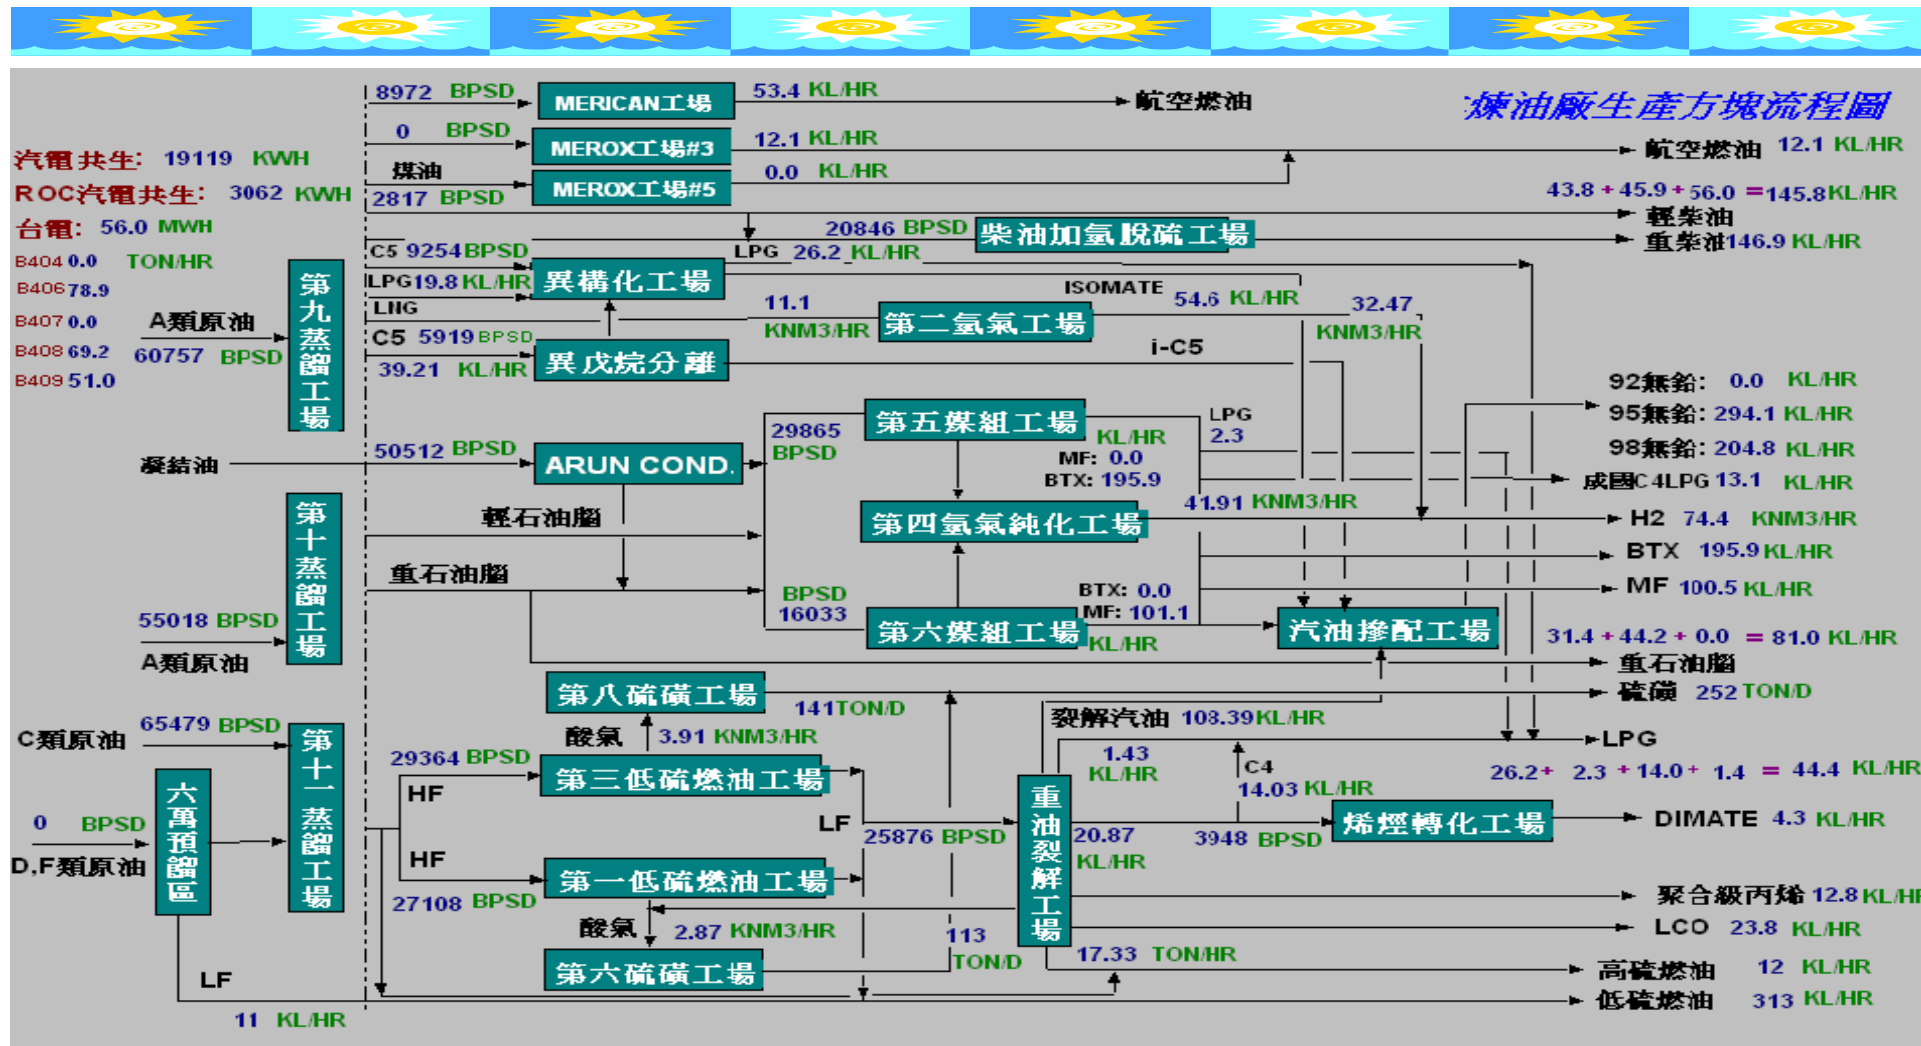 煉油廠生產方塊流程圖
8972 BPSD
MERICAN工場
53.4 KL/HR
航空燃油
0 BPSD
MEROX工場#3
12.1 KL/HR
航空燃油 12.1 KL/HR
汽電共生: 19119 KWH
煤油
MEROX工場#5
0.0 KL/HR
ROC汽電共生: 3062 KWH
2817 BPSD
43.8 + 45.9 + 56.0 = 145.8 KL/HR
輕柴油
台電: 56.0 MWH
20846 BPSD
柴油加氫脫硫工場
重柴油 146.9 KL/HR
B404 0.0 TON/HR
B406 78.9
B407 0.0
B408 69.2
B409 51.0
A類原油
60757 BPSD
第九蒸餾工場
C5 9254 BPSD
LPG 26.2 KL/HR
LPG 19.8 KL/HR
異構化工場
ISOMATE
54.6 KL/HR
LNG
11.1
KNM3/HR
第二氫氣工場
32.47
KNM3/HR
C5 5919 BPSD
39.21 KL/HR
異戊烷分離
i-C5
92無鉛: 0.0 KL/HR
95無鉛: 294.1 KL/HR
98無鉛: 204.8 KL/HR
凝結油
50512 BPSD
ARUN COND.
29865
BPSD
第五媒組工場
KL/HR
MF: 0.0
BTX: 195.9
LPG
2.3
成國C4LPG 13.1 KL/HR
第十蒸餾工場
輕石油腦
第四氫氣純化工場
41.91 KNM3/HR
H2 74.4 KNM3/HR
BTX 195.9 KL/HR
重石油腦
MF 100.5 KL/HR
55018 BPSD
A類原油
BPSD
16033
第六媒組工場
BTX: 0.0
MF: 101.1
KL/HR
汽油摻配工場
31.4 + 44.2 + 0.0 = 81.0 KL/HR
重石油腦
第八硫磺工場
141TON/D
硫磺 252 TON/D
C類原油
65479 BPSD
第十一蒸餾工場
酸氣 3.91 KNM3/HR
裂解汽油 108.39 KL/HR
29364 BPSD
HF
第三低硫燃油工場
1.43
KL/HR
C4
14.03 KL/HR
LPG
26.2 + 2.3 + 14.0 + 1.4 = 44.4 KL/HR
六萬預餾區
0 BPSD
D,F類原油
LF
25876 BPSD
重油裂解工場
20.87
KL/HR
3948 BPSD
烯煙轉化工場
DIMATE 4.3 KL/HR
HF
27108 BPSD
第一低硫燃油工場
聚合級丙烯 12.8 KL/HR
酸氣 2.87 KNM3/HR
113
TON/D
LCO 23.8 KL/HR
第六硫磺工場
17.33 TON/HR
高硫燃油 12 KL/HR
LF
11 KL/HR
低硫燃油 313 KL/HR